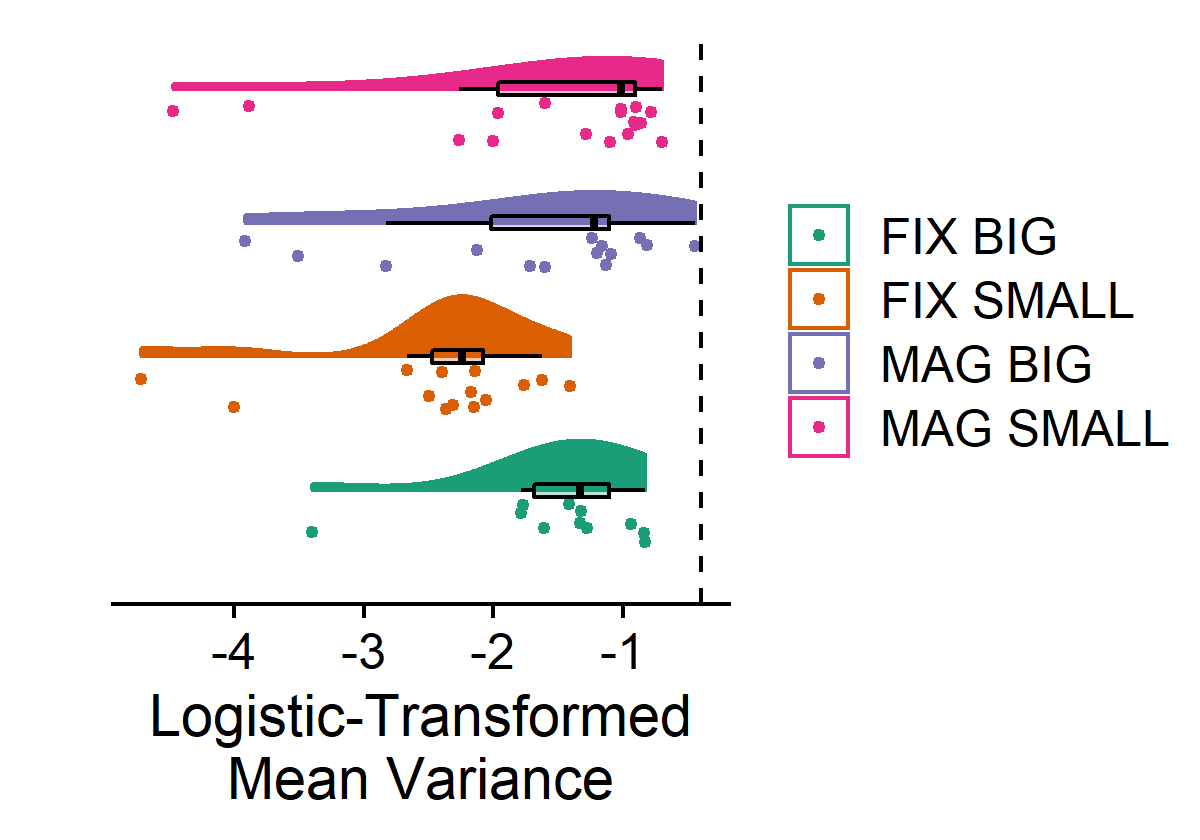 FIX BIG
FIX SMALL
MAG BIG
MAG SMALL
-4 -3 -2 -1
Logistic-Transformed
Mean Variance